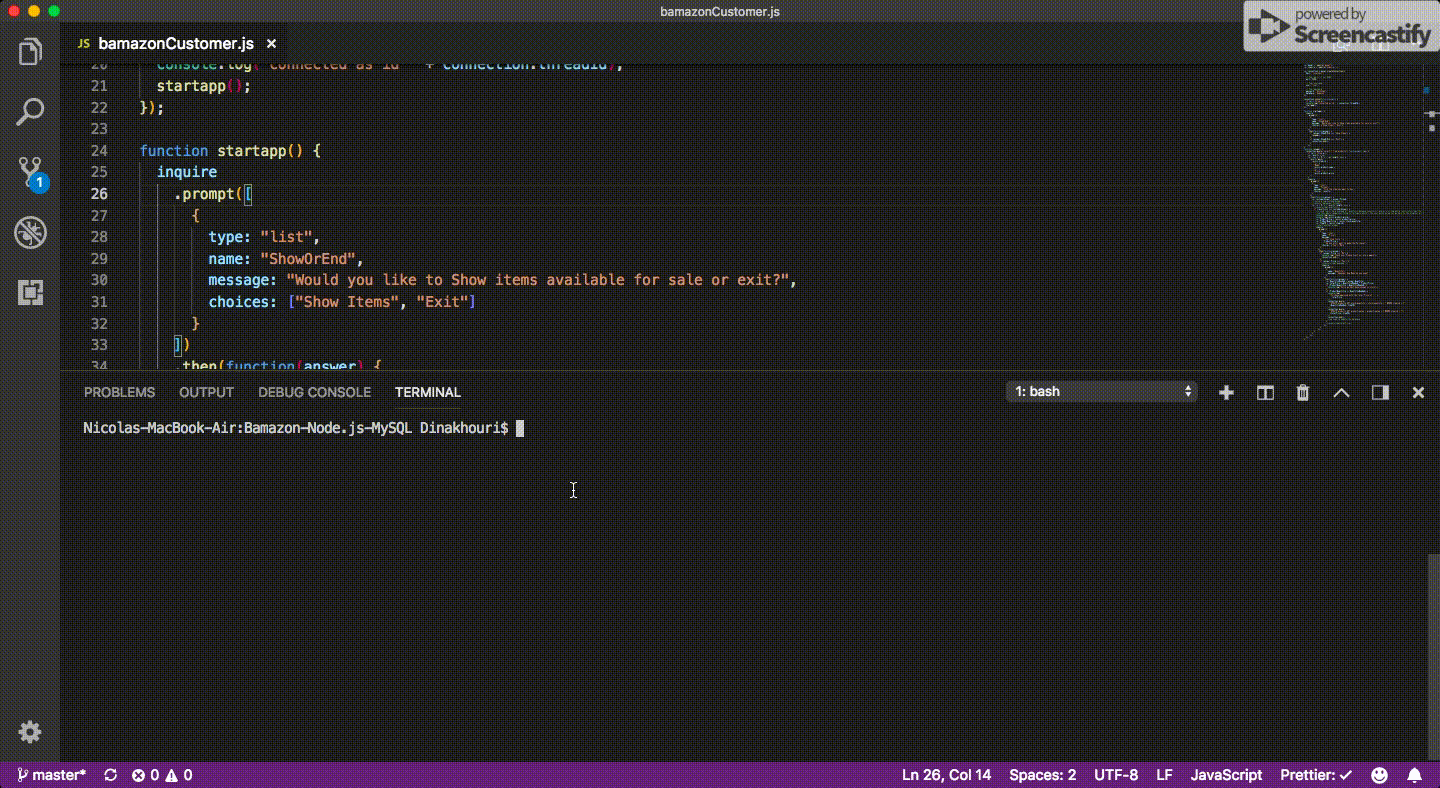 bamazonCustomer.js
powered by
Screencastify
JS bamazonCustomer.js ×
20 console.log("connected as id " + connection.threadId);
21 startapp();
22 });
23
24 function startapp() {
25 inquire
26 .prompt([
27 {
28 type: "list",
29 name: "ShowOrEnd",
30 message: "Would you like to Show items available for sale or exit?",
31 choices: ["Show Items", "Exit"]
32 }
33 ])
34 .then(function(answer) {
1
PROBLEMS OUTPUT DEBUG CONSOLE TERMINAL 1: bash
Nicolas-MacBook-Air:Bamazon-Node.js-MySQL Dinakhouri$
master* 0 0 Ln 26, Col 14 Spaces: 2 UTF-8 LF JavaScript Prettier: ✓